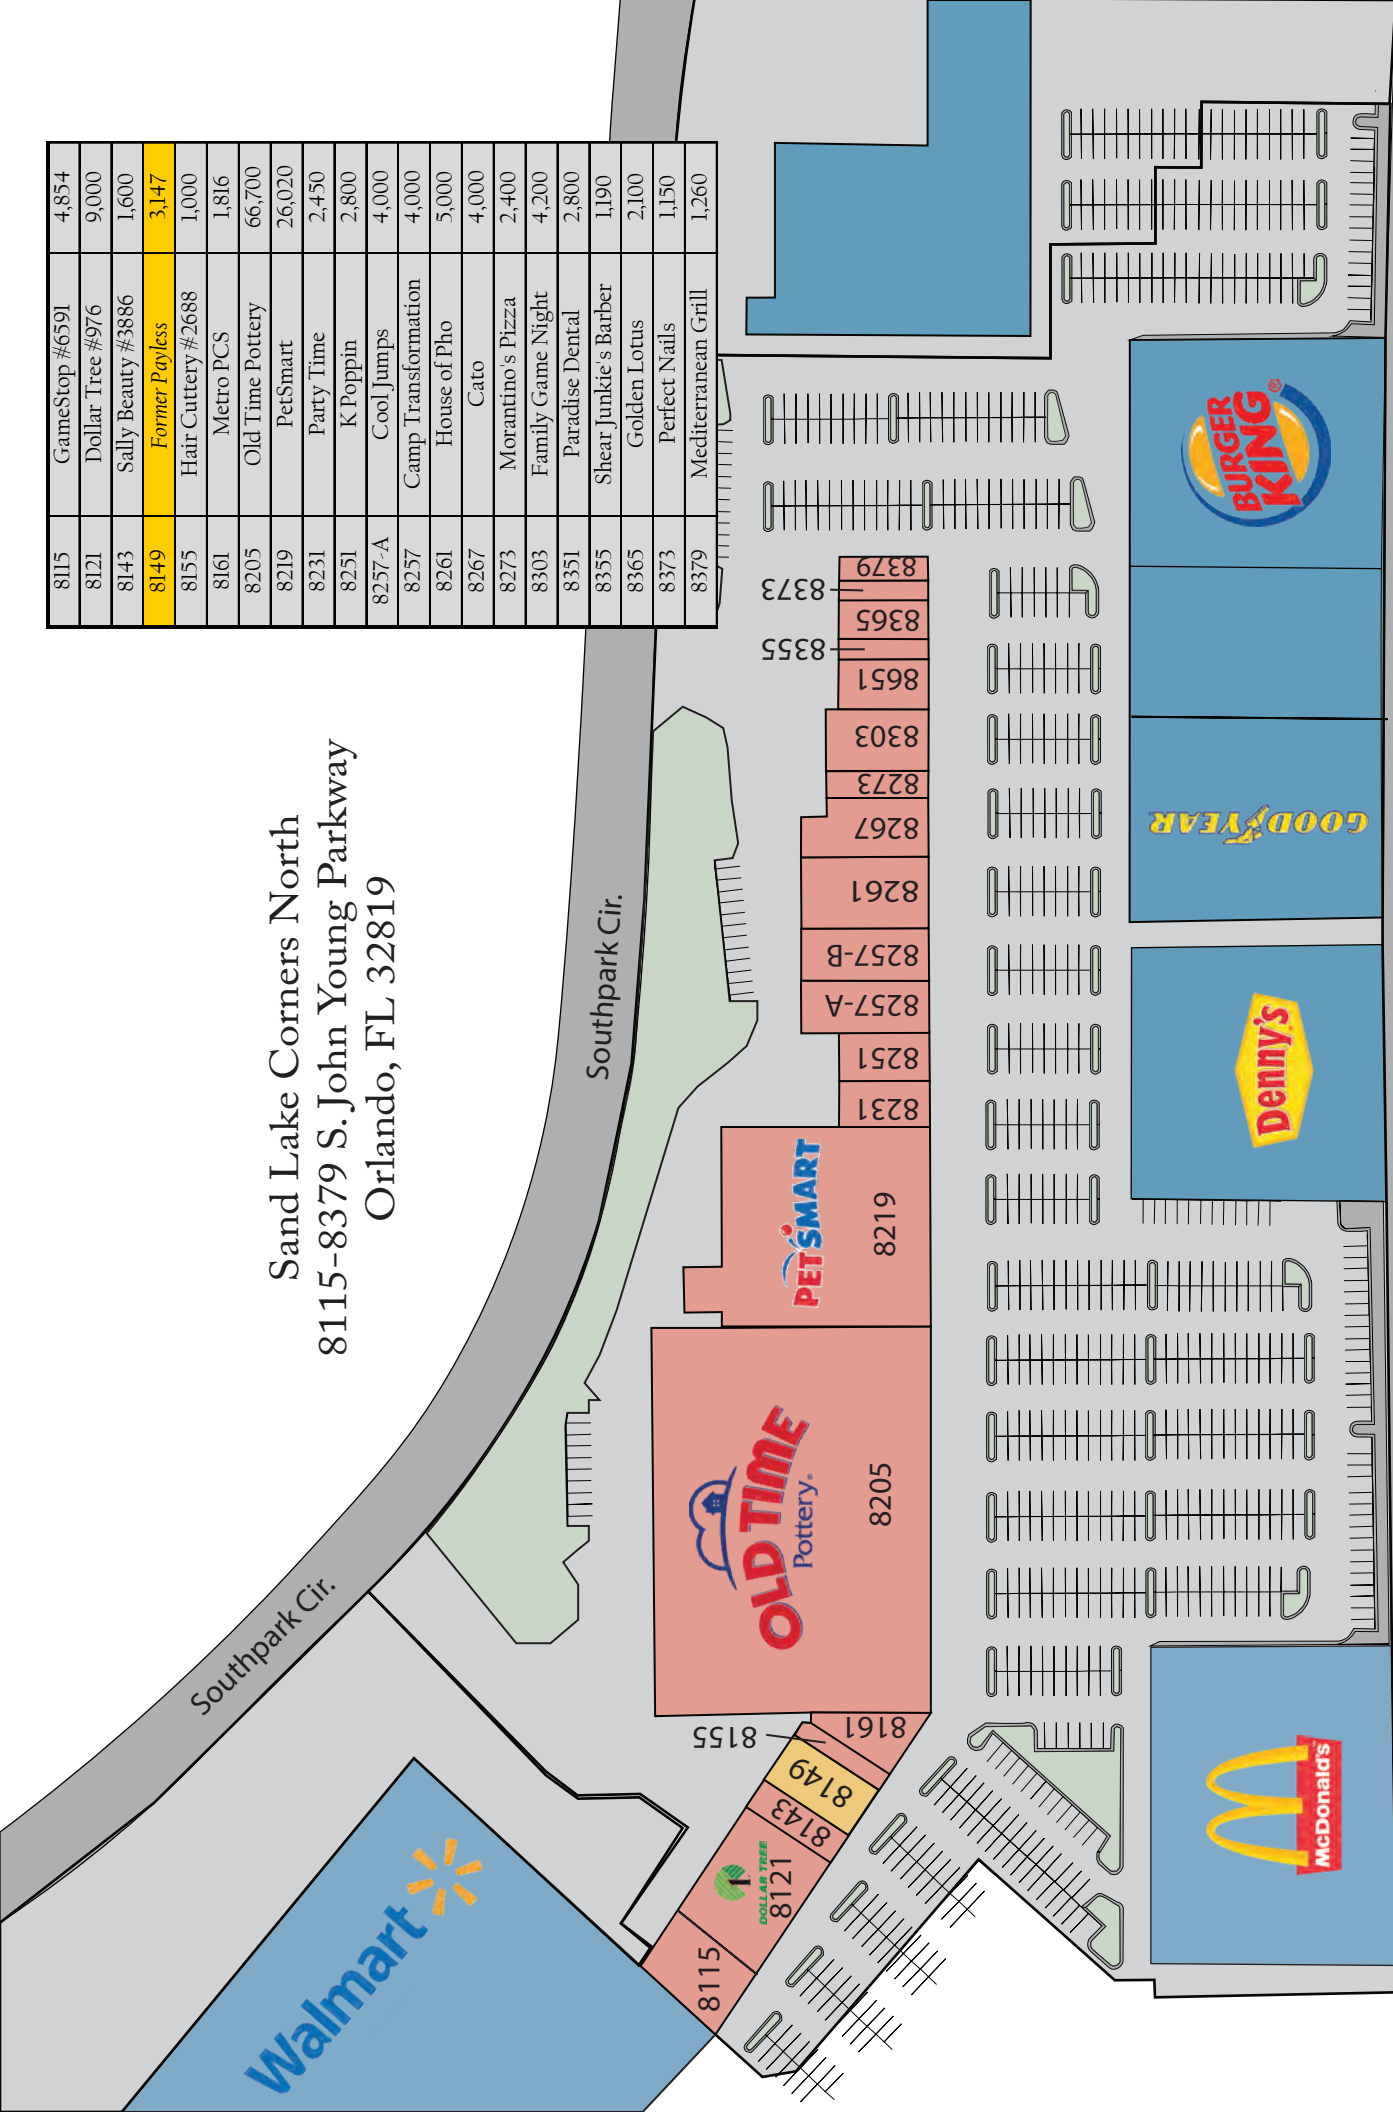 Sand Lake Corners North
8115-8379 S. John Young Parkway
Orlando, FL 32819
8115 GameStop #6591 4,854
8121 Dollar Tree #976 9,000
8143 Sally Beauty #3886 1,600
8149 Former Payless 3,147
8155 Hair Cuttery #2688 1,000
8161 Metro PCS 1,816
8205 Old Time Pottery 66,700
8219 PetSmart 26,020
8231 Party Time 2,450
8251 K Poppin 2,800
8257-A Cool Jumps 4,000
8257 Camp Transformation 4,000
8261 House of Pho 5,000
8267 Cato 4,000
8273 Morantino's Pizza 2,400
8303 Family Game Night 4,200
8351 Paradise Dental 2,800
8355 Shear Junkie's Barber 1,190
8365 Golden Lotus 2,100
8373 Perfect Nails 1,150
8379 Mediterranean Grill 1,260
Southpark Cir.
Southpark Cir.
Walmart
8115
DOLLAR TREE
8121
8143
8149
8155
8161
OLD TIME
Pottery.
8205
PETSMART
8219
8231
8251
8257-A
8257-B
8261
8267
8273
8303
8651
8355
8365
8373
8379
McDonald's
Denny's
GOODYEAR
BURGER
KING®